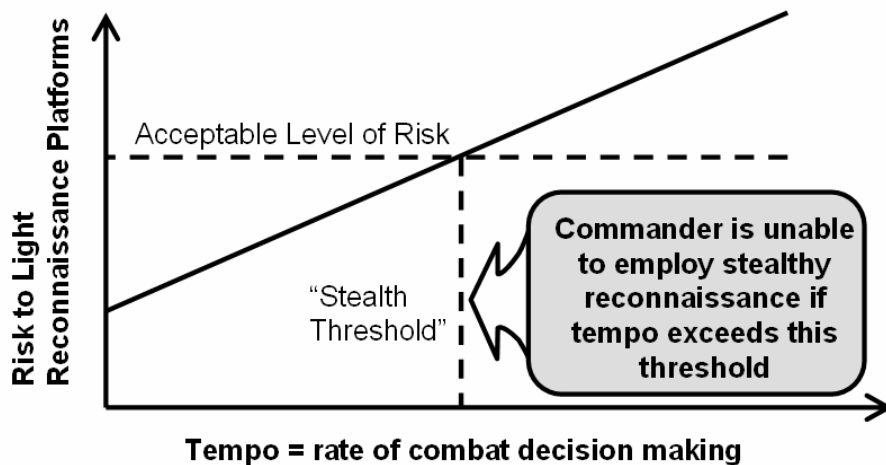 Risk to Light
Reconnaissance Platforms
Acceptable Level of Risk
“Stealth
Threshold”
Commander is unable
to employ stealthy
reconnaissance if
tempo exceeds this
threshold
Tempo = rate of combat decision making